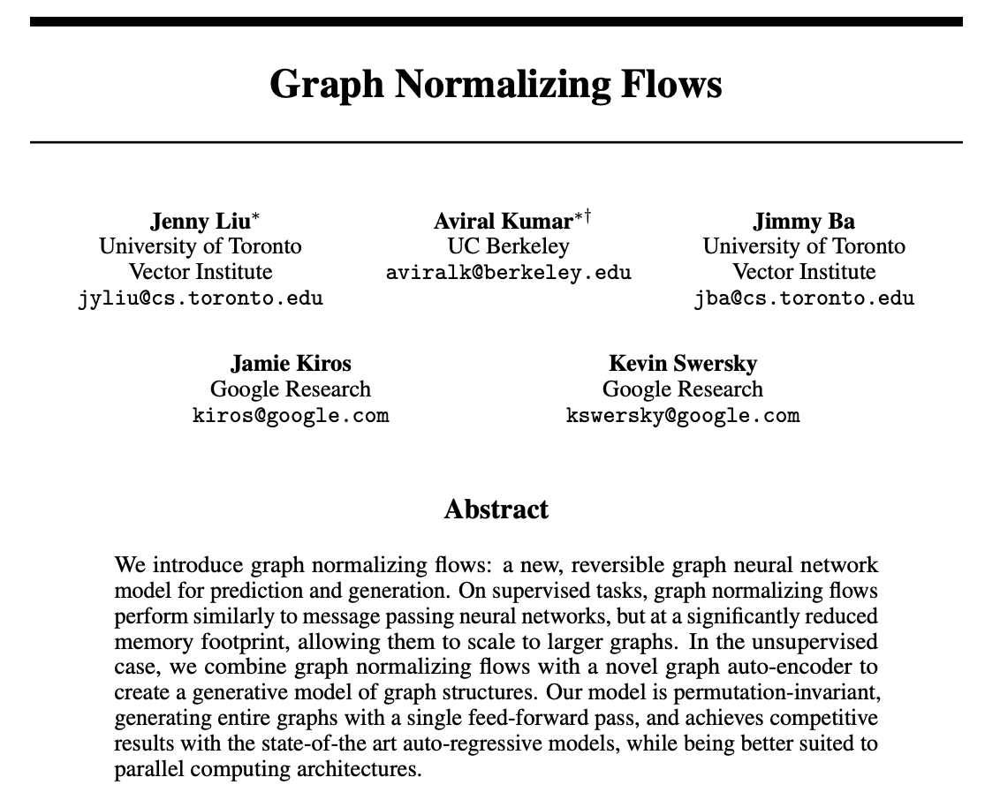 Graph Normalizing Flows
Jenny Liu* Aviral Kumar*† Jimmy Ba
University of Toronto UC Berkeley University of Toronto
Vector Institute aviralk@berkeley.edu Vector Institute
jyliu@cs.toronto.edu jba@cs.toronto.edu
Jamie Kiros Kevin Swersky
Google Research Google Research
kiros@google.com kswersky@google.com
Abstract
We introduce graph normalizing flows: a new, reversible graph neural network
model for prediction and generation. On supervised tasks, graph normalizing flows
perform similarly to message passing neural networks, but at a significantly reduced
memory footprint, allowing them to scale to larger graphs. In the unsupervised
case, we combine graph normalizing flows with a novel graph auto-encoder to
create a generative model of graph structures. Our model is permutation-invariant,
generating entire graphs with a single feed-forward pass, and achieves competitive
results with the state-of-the art auto-regressive models, while being better suited to
parallel computing architectures.